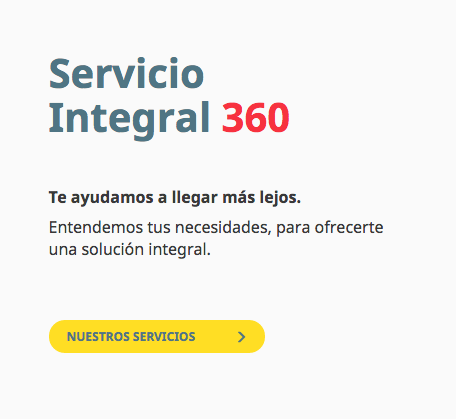 Servicio
Integral 360
Te ayudamos a llegar más lejos.
Entendemos tus necesidades, para ofrecerte
una solución integral.
NUESTROS SERVICIOS